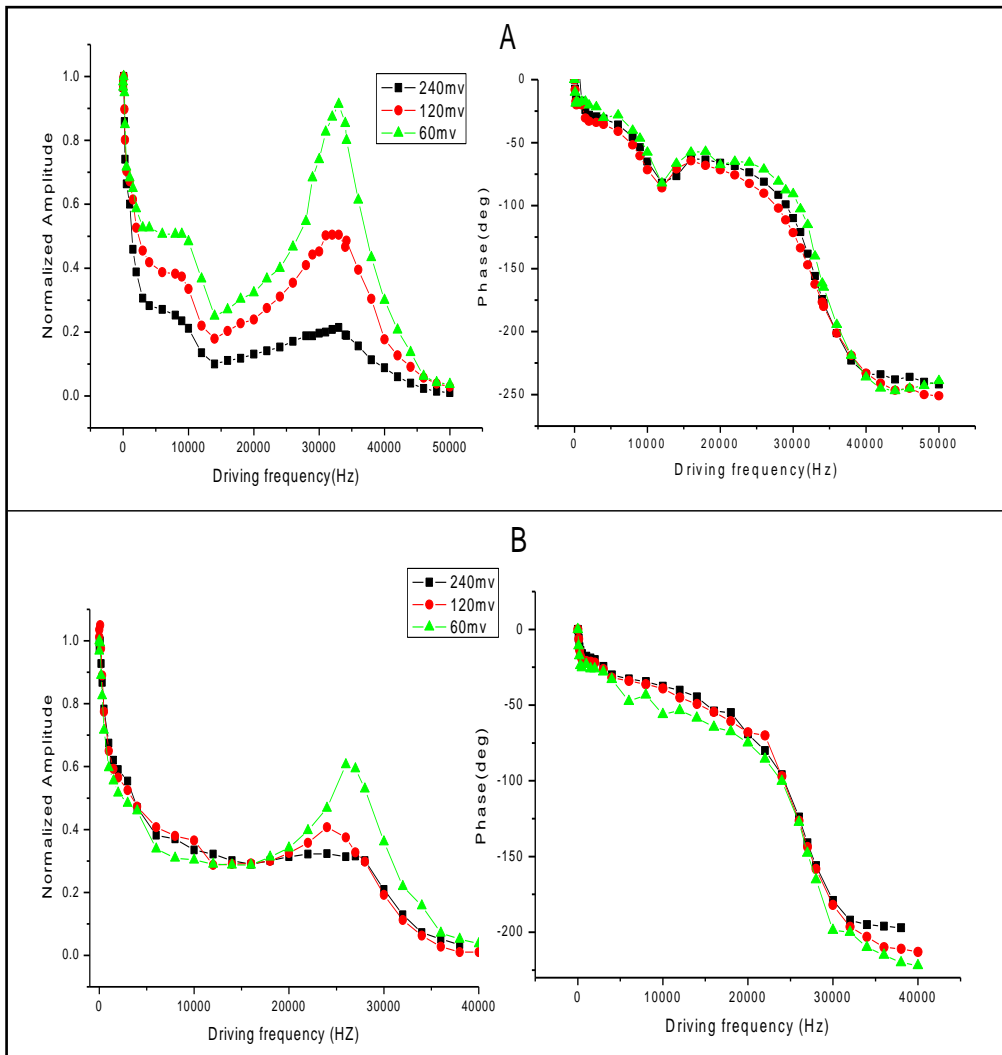 A
Normalized Amplitude
1.0
0.8
0.6
0.4
0.2
0.0
0 10000 20000 30000 40000 50000
Driving frequency(Hz)
240mv
120mv
60mv
Phase(deg)
0
-50
-100
-150
-200
-250
0 10000 20000 30000 40000 50000
Driving frequency(Hz)
B
Normalized Amplitude
1.0
0.8
0.6
0.4
0.2
0.0
0 10000 20000 30000 40000
Driving frequency (HZ)
240mv
120mv
60mv
Phase(deg)
0
-50
-100
-150
-200
0 10000 20000 30000 40000
Driving frequency (Hz)